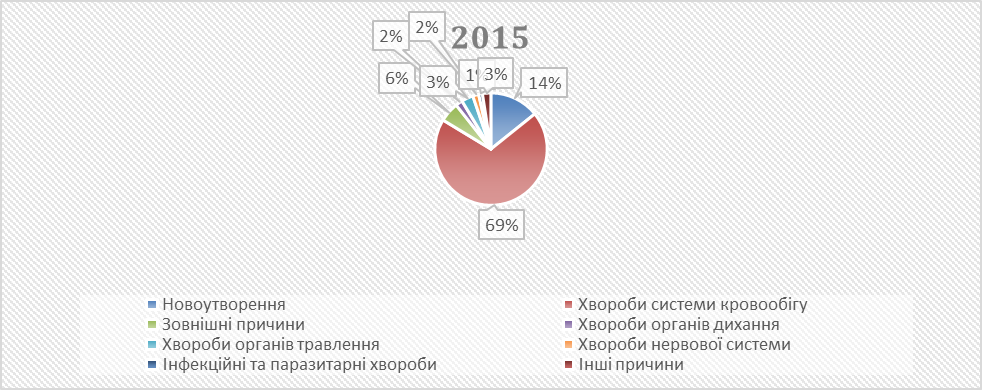 2015
2%
2%
6%
3%
3%
14%
69%
Новоутворення
Хвороби системи кровообігу
Зовнішні причини
Хвороби органів дихання
Хвороби органів травлення
Хвороби нервової системи
Інфекційні та паразитарні хвороби
Інші причини